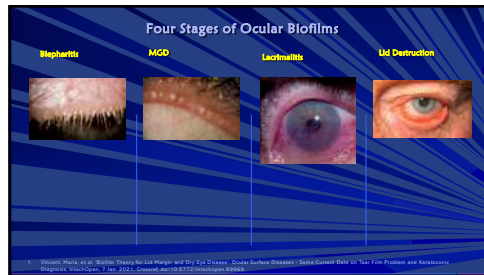 Four Stages of Ocular Biofilms
Blepharitis
MGD
Lacrimalitis
Lid Destruction
1. Vincent, Maria, et al. "Biofilm Theory for Lid Margin and Dry Eye Disease". Ocular Surface Diseases - Some Current Date on Tear Film Problem and Keratoconic
Diagnosis, IntechOpen, 7 Jan. 2021. Crossref, doi:10.5772/intechopen.89969.